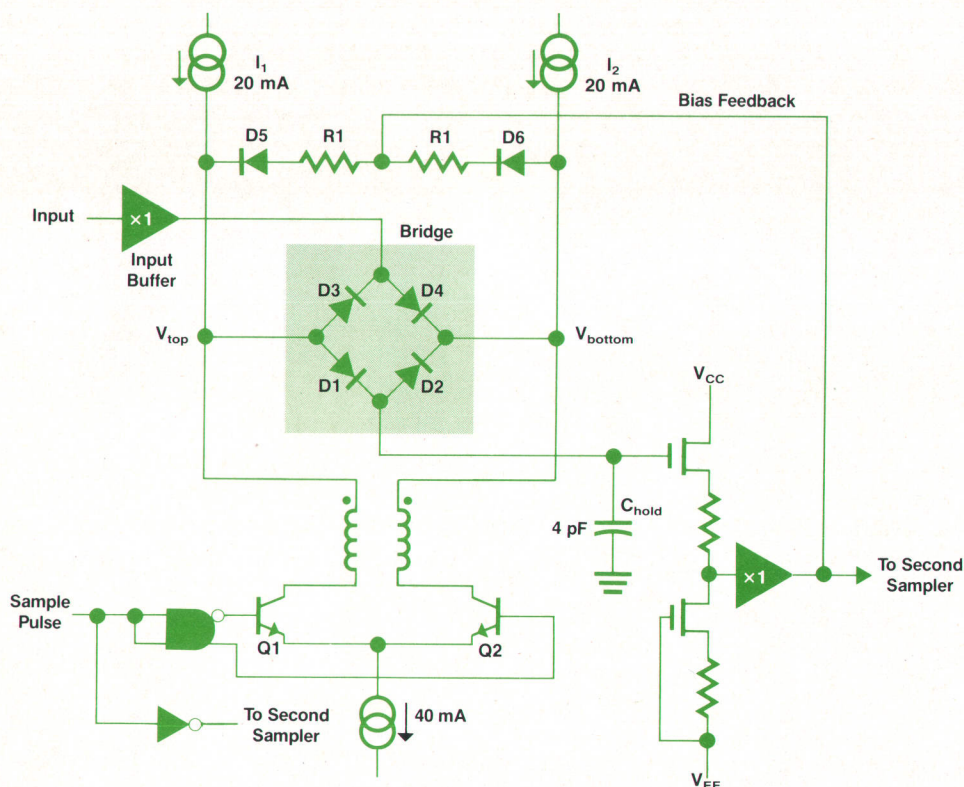 I1
20 mA
I2
20 mA
Bias Feedback
D5
R1
R1
D6
Input
×1
Input
Buffer
Bridge
D3
D4
Vtop
Vbottom
D1
D2
VCC
Chold
4 pF
×1
To Second
Sampler
Sample
Pulse
Q1
Q2
To Second
Sampler
40 mA
VEE